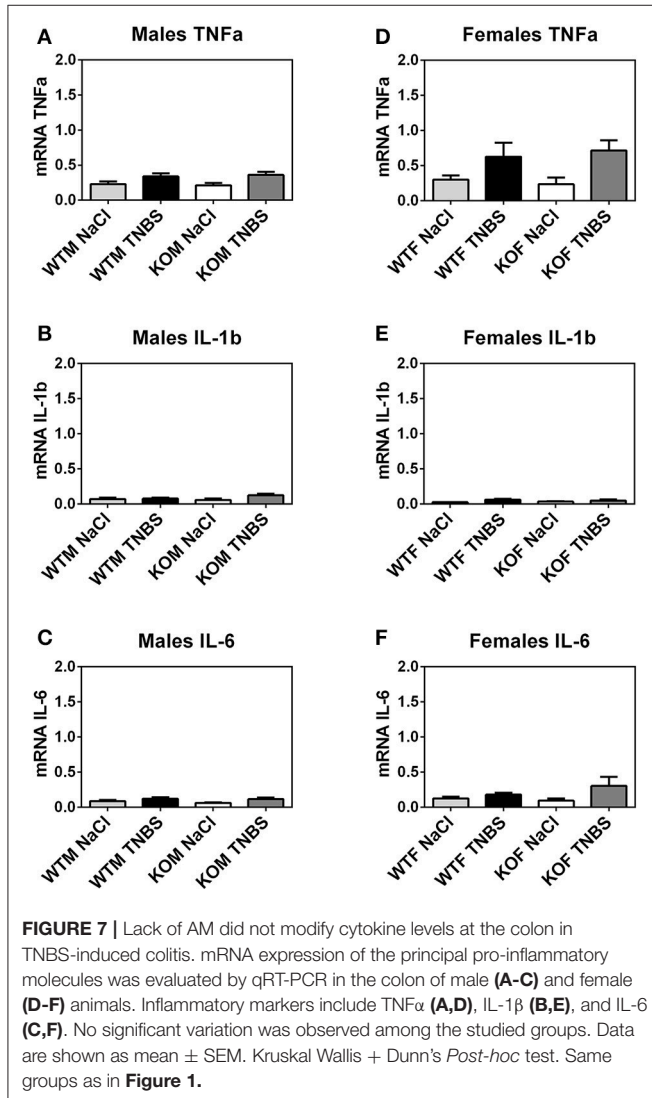 A
Males TNFa
mRNA TNFa
2.0
1.5
1.0
0.5
0.0
WTM NaCl
WTM TNBS
KOM NaCl
KOM TNBS
D
Females TNFa
mRNA TNFa
2.0
1.5
1.0
0.5
0.0
WTF NaCl
WTF TNBS
KOF NaCl
KOF TNBS
B
Males IL-1b
mRNA IL-1b
2.0
1.5
1.0
0.5
0.0
WTM NaCl
WTM TNBS
KOM NaCl
KOM TNBS
E
Females IL-1b
mRNA IL-1b
2.0
1.5
1.0
0.5
0.0
WTF NaCl
WTF TNBS
KOF NaCl
KOF TNBS
C
Males IL-6
mRNA IL-6
2.0
1.5
1.0
0.5
0.0
WTM NaCl
WTM TNBS
KOM NaCl
KOM TNBS
F
Females IL-6
mRNA IL-6
2.0
1.5
1.0
0.5
0.0
WTF NaCl
WTF TNBS
KOF NaCl
KOF TNBS
FIGURE 7 | Lack of AM did not modify cytokine levels at the colon in
TNBS-induced colitis. mRNA expression of the principal pro-inflammatory
molecules was evaluated by qRT-PCR in the colon of male (A-C) and female
(D-F) animals. Inflammatory markers include TNFα (A,D), IL-1β (B,E), and IL-6
(C,F). No significant variation was observed among the studied groups. Data
are shown as mean ± SEM. Kruskal Wallis + Dunn's Post-hoc test. Same
groups as in Figure 1.